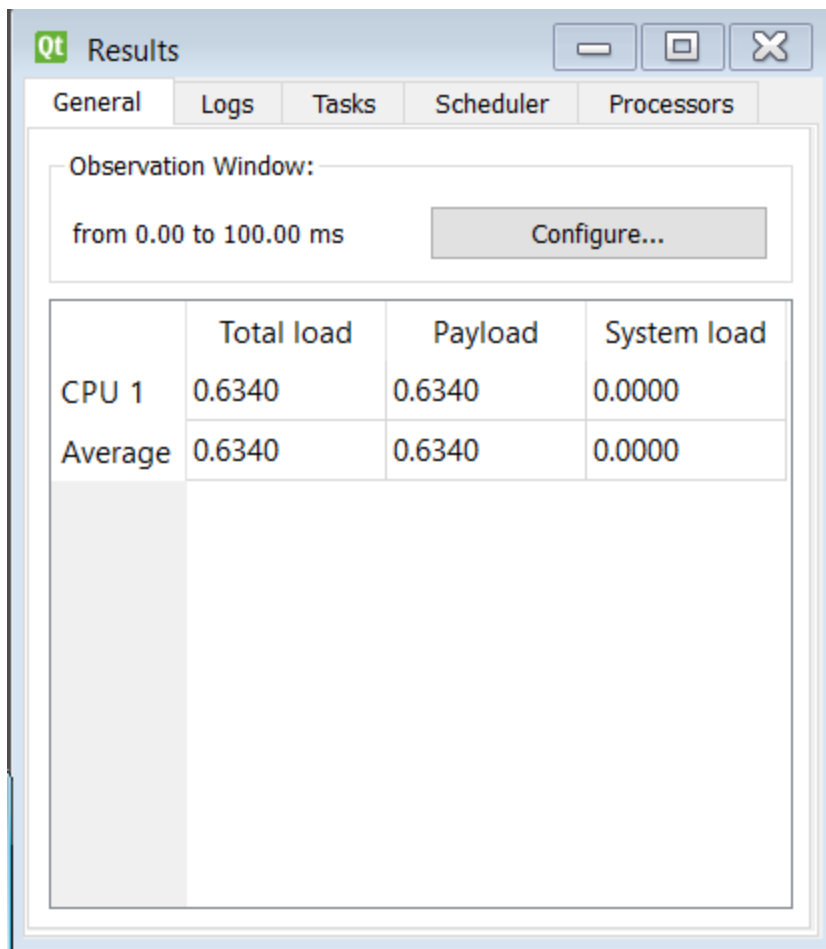 Qt Results
General Logs Tasks Scheduler Processors
Observation Window:
from 0.00 to 100.00 ms Configure...
Total load Payload System load
CPU 1 0.6340 0.6340 0.0000
Average 0.6340 0.6340 0.0000